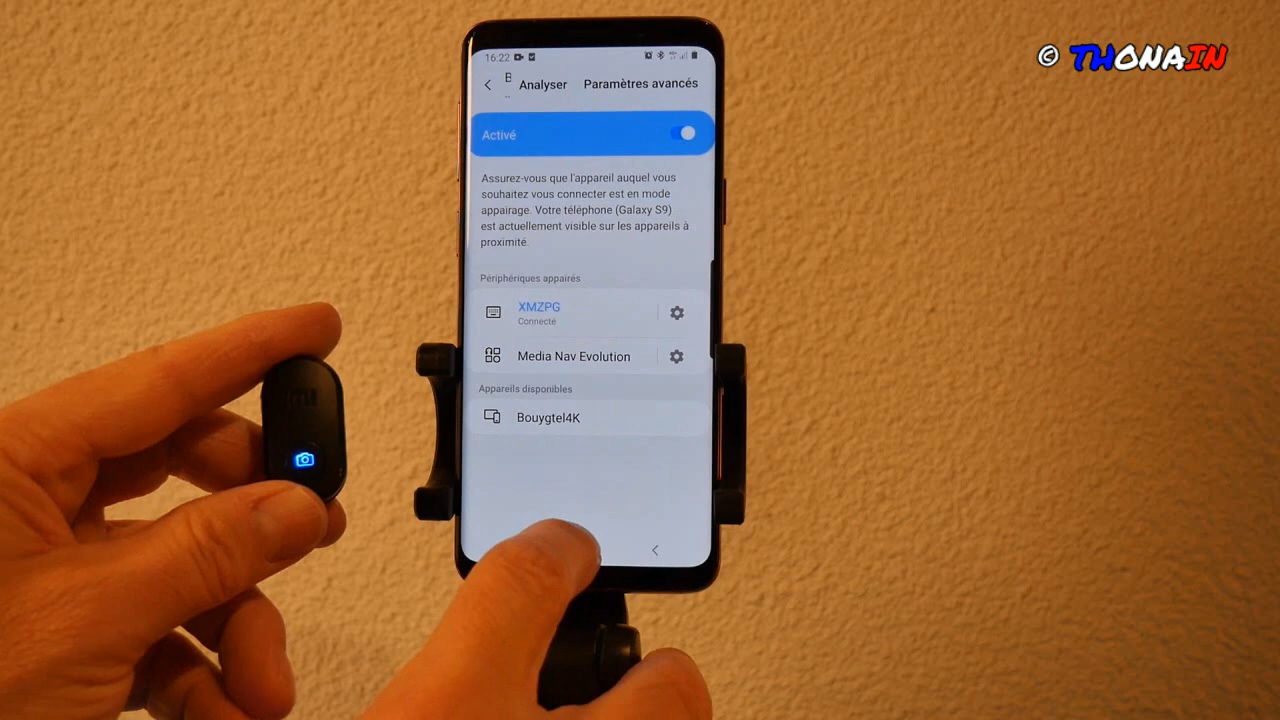 © THONAIN
16:22
B
Analyser
Paramètres avancés
Activé
Assurez-vous que l'appareil auquel vous
souhaitez vous connecter est en mode
appairage. Votre téléphone (Galaxy S9)
est actuellement visible sur les appareils à
proximité.
Périphériques appairés
XMZPG
Connecté
Media Nav Evolution
Appareils disponibles
Bouygtel4K
mi